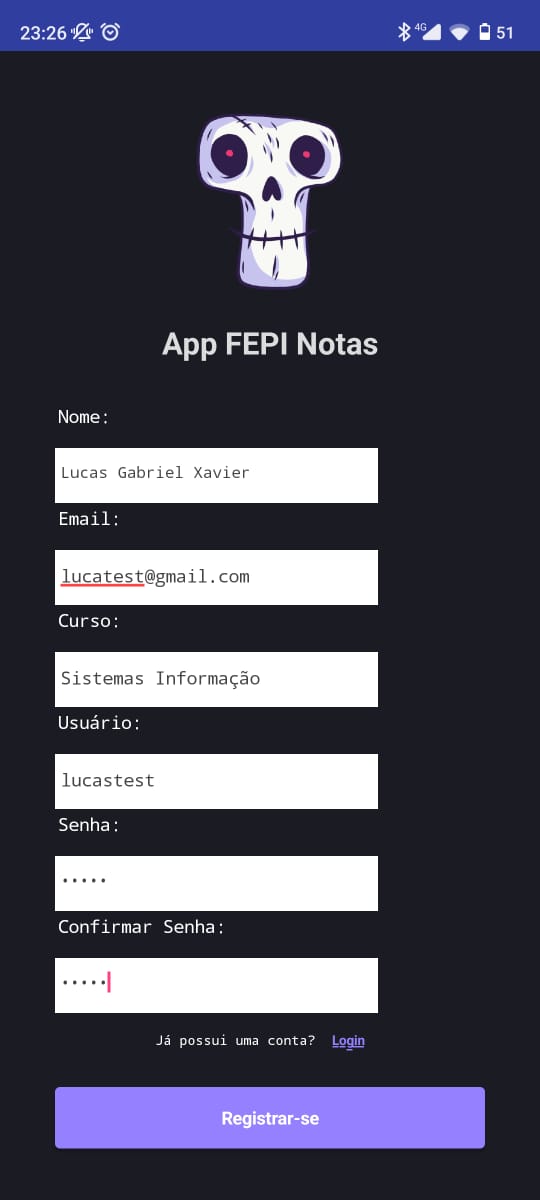 23:26 4G 51
App FEPI Notas
Nome:
Lucas Gabriel Xavier
Email:
lucatest@gmail.com
Curso:
Sistemas Informação
Usuário:
lucastest
Senha:
•••••
Confirmar Senha:
•••••
Já possui uma conta? Login
Registrar-se